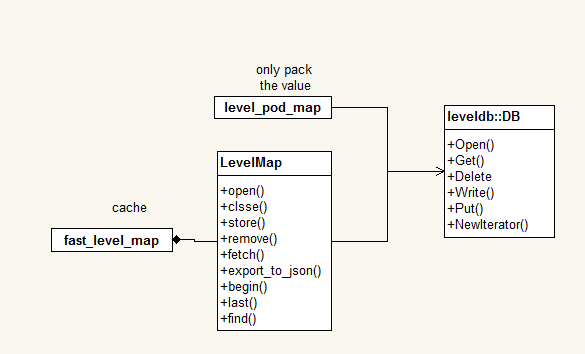 only pack
the value
level_pod_map
leveldb::DB
+Open()
+Get()
+Delete
+Write()
+Put()
+NewIterator()
LevelMap
+open()
+clsse()
+store()
+remove()
+fetch()
+export_to_json()
+begin()
+last()
+find()
cache
fast_level_map